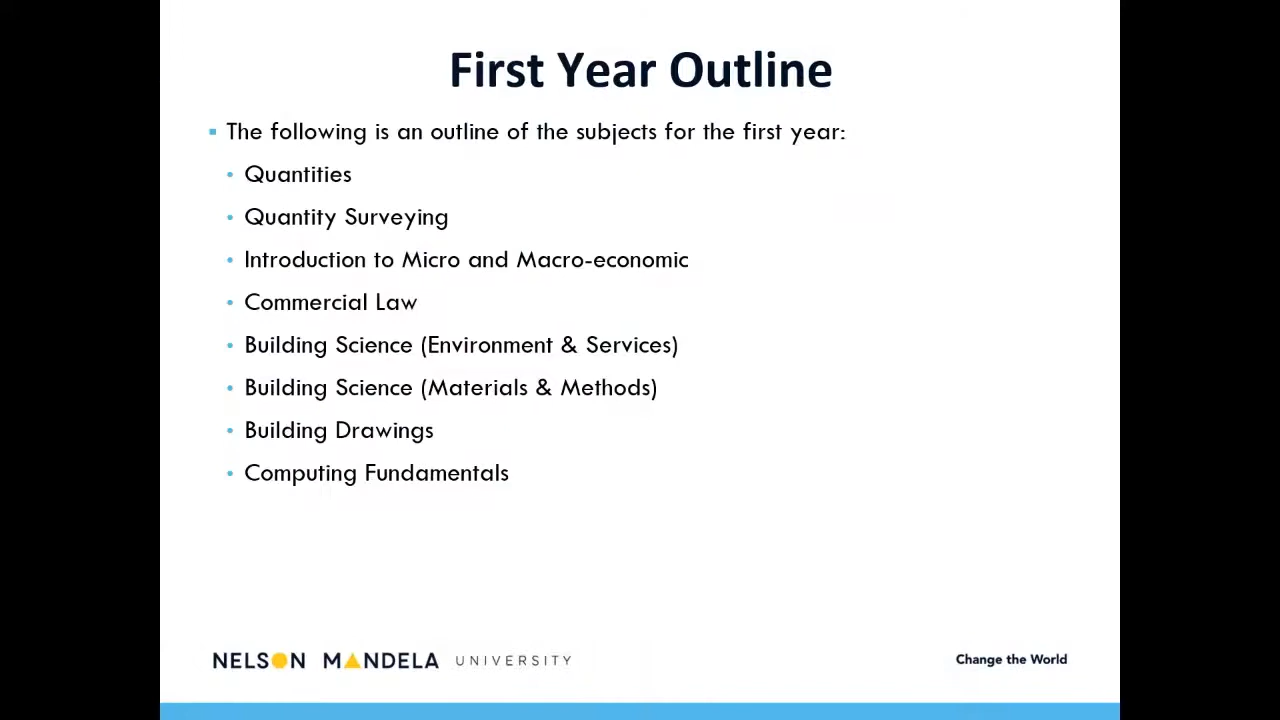 First Year Outline
The following is an outline of the subjects for the first year:
Quantities
Quantity Surveying
Introduction to Micro and Macro-economic
Commercial Law
Building Science (Environment & Services)
Building Science (Materials & Methods)
Building Drawings
Computing Fundamentals
NELSON MANDELA UNIVERSITY
Change the World